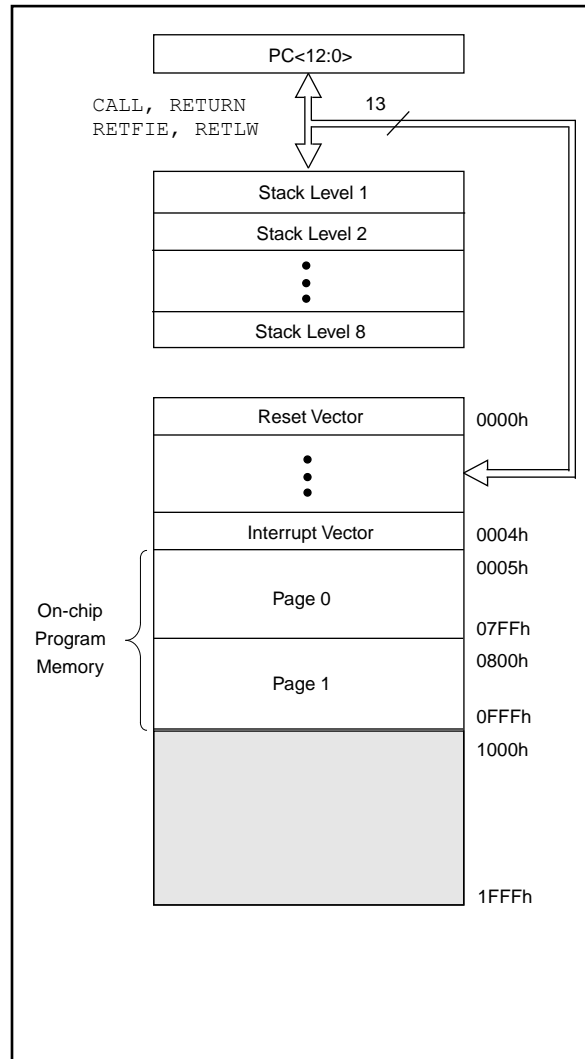 PC<12:0>
CALL, RETURN
RETFIE, RETLW
13
Stack Level 1
Stack Level 2
Stack Level 8
Reset Vector
0000h
Interrupt Vector
0004h
0005h
On-chip
Program
Memory
Page 0
07FFh
0800h
Page 1
0FFFh
1000h
1FFFh